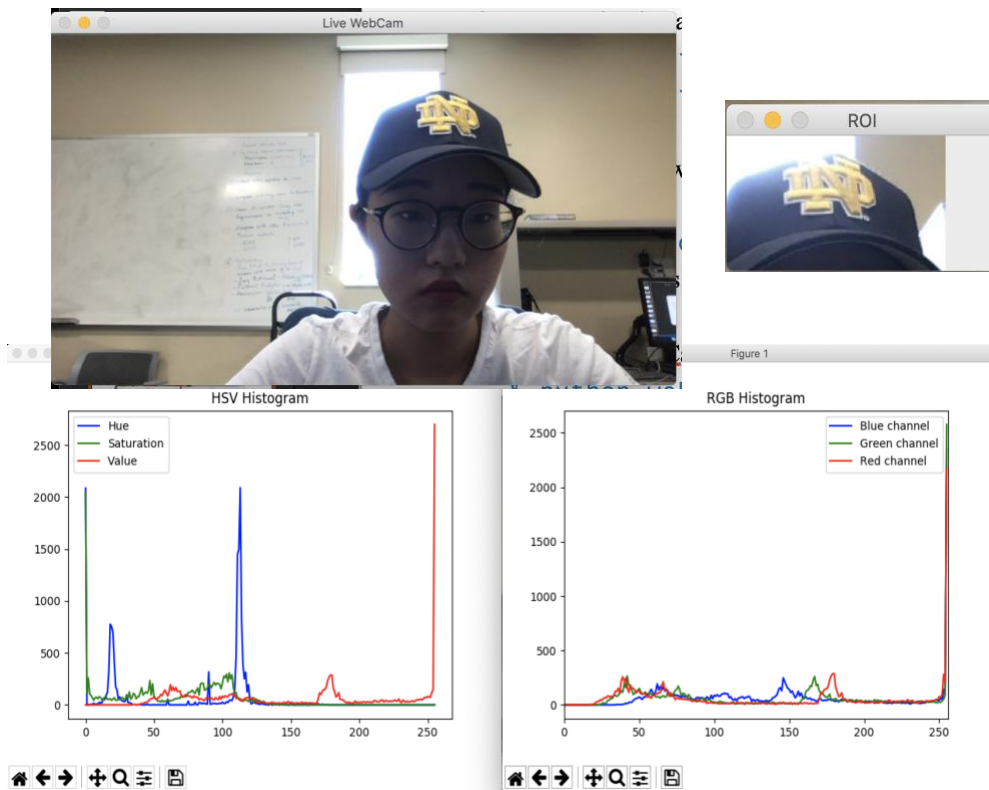 Live WebCam
ND
ROI
ND
Figure 1
HSV Histogram
Hue
Saturation
Value
2500
2000
1500
1000
500
0
0
50
100
150
200
250
RGB Histogram
Blue channel
Green channel
Red channel
2500
2000
1500
1000
500
0
0
50
100
150
200
250